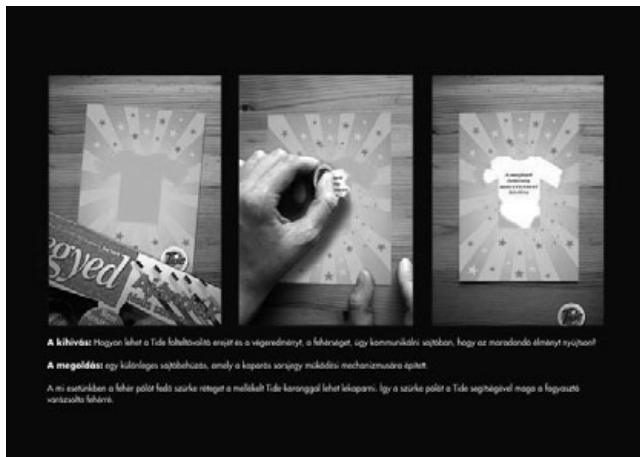 egyed
Tide
A kihívás: Hogyan lehet a Tide folteltávolító erejét és a végeredményt, a fehérséget, úgy kommunikálni sajtóban, hogy az maradandó élményt nyújtson?
A megoldás: egy különleges sajtóbehúzás, amely a kaparós sorsjegy működési mechanizmusára épített.
A mi esetünkben a fehér pólót fedő szürke réteget a mellékelt Tide koronggal lehet lekaparni. Így a szürke pólót a Tide segítségével maga a fogyasztó
varázsolta fehérré.